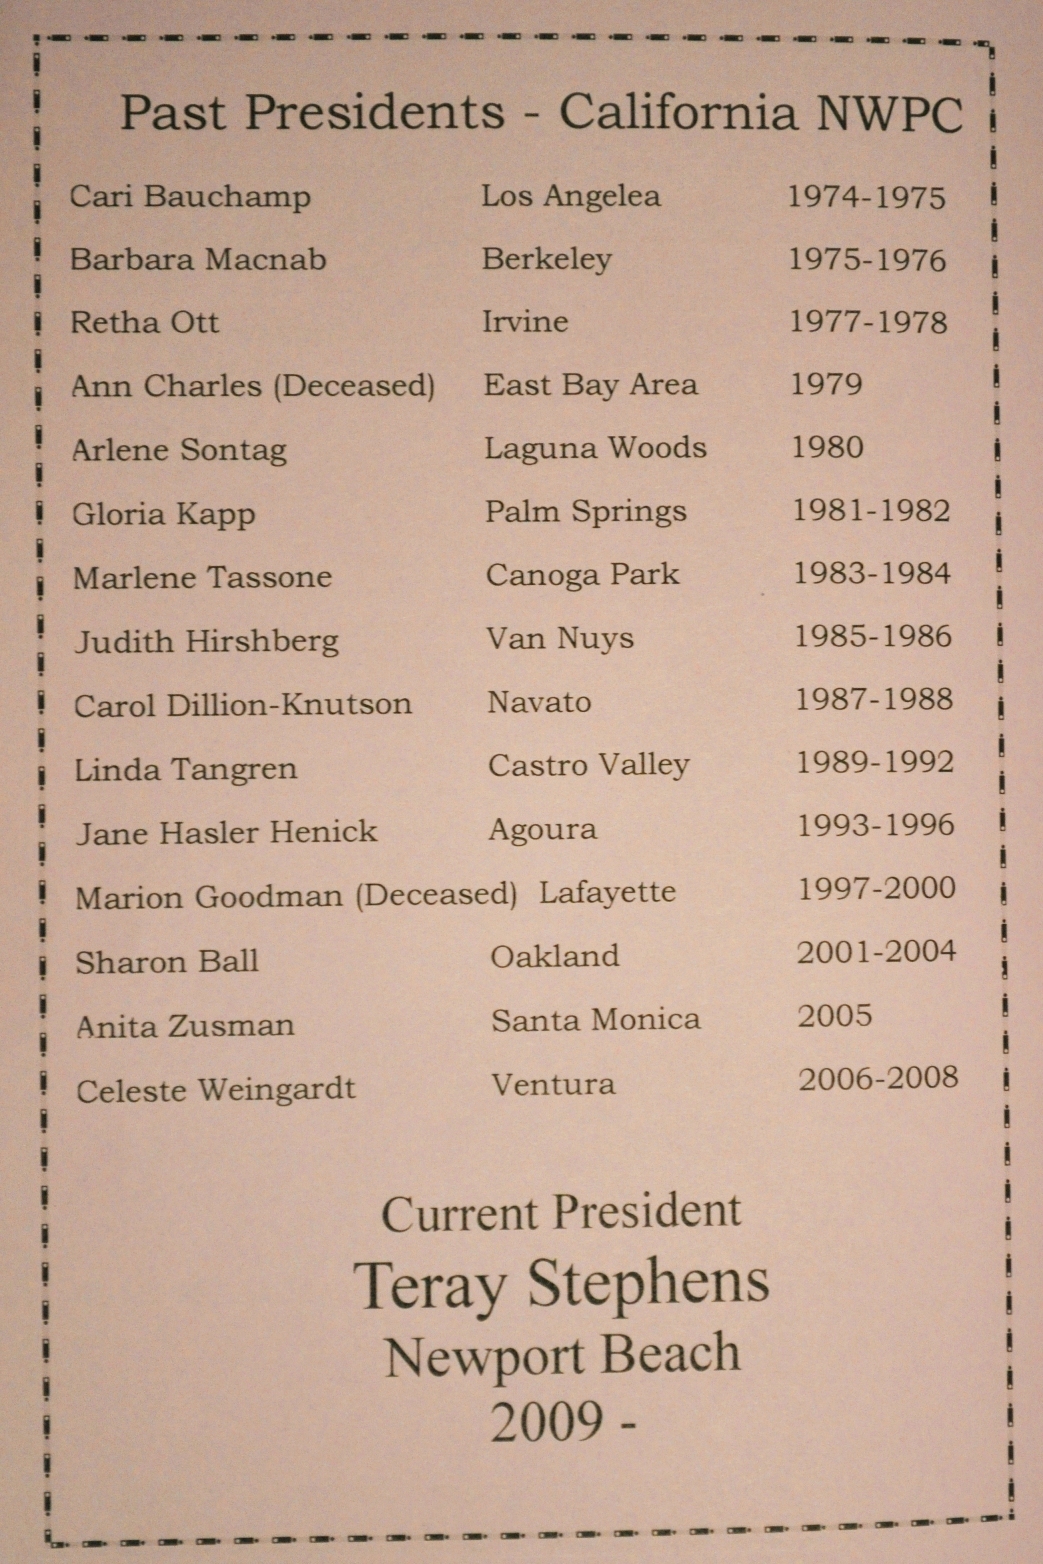 Past Presidents - California NWPC
Cari Bauchamp Los Angelea 1974-1975
Barbara Macnab Berkeley 1975-1976
Retha Ott Irvine 1977-1978
Ann Charles (Deceased) East Bay Area 1979
Arlene Sontag Laguna Woods 1980
Gloria Kapp Palm Springs 1981-1982
Marlene Tassone Canoga Park 1983-1984
Judith Hirshberg Van Nuys 1985-1986
Carol Dillion-Knutson Navato 1987-1988
Linda Tangren Castro Valley 1989-1992
Jane Hasler Henick Agoura 1993-1996
Marion Goodman (Deceased) Lafayette 1997-2000
Sharon Ball Oakland 2001-2004
Anita Zusman Santa Monica 2005
Celeste Weingardt Ventura 2006-2008
Current President
Teray Stephens
Newport Beach
2009 -